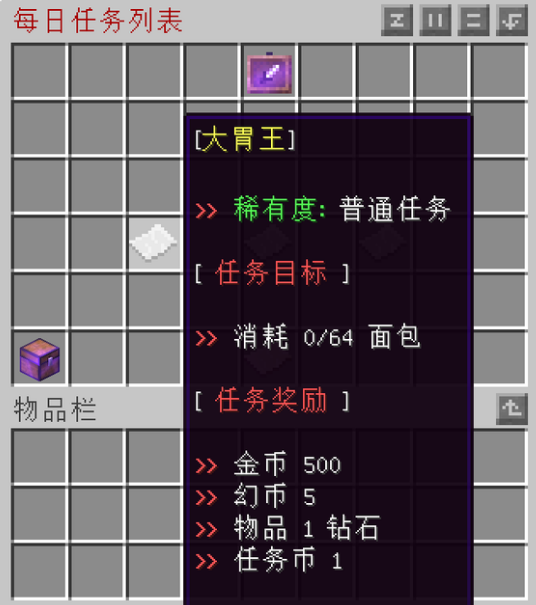 每日任务列表
[大胃王]
>> 稀有度: 普通任务
[ 任务目标 ]
>> 消耗 0/64 面包
物品栏
[ 任务奖励 ]
>> 金币 500
>> 幻币 5
>> 物品 1 钻石
>> 任务币 1